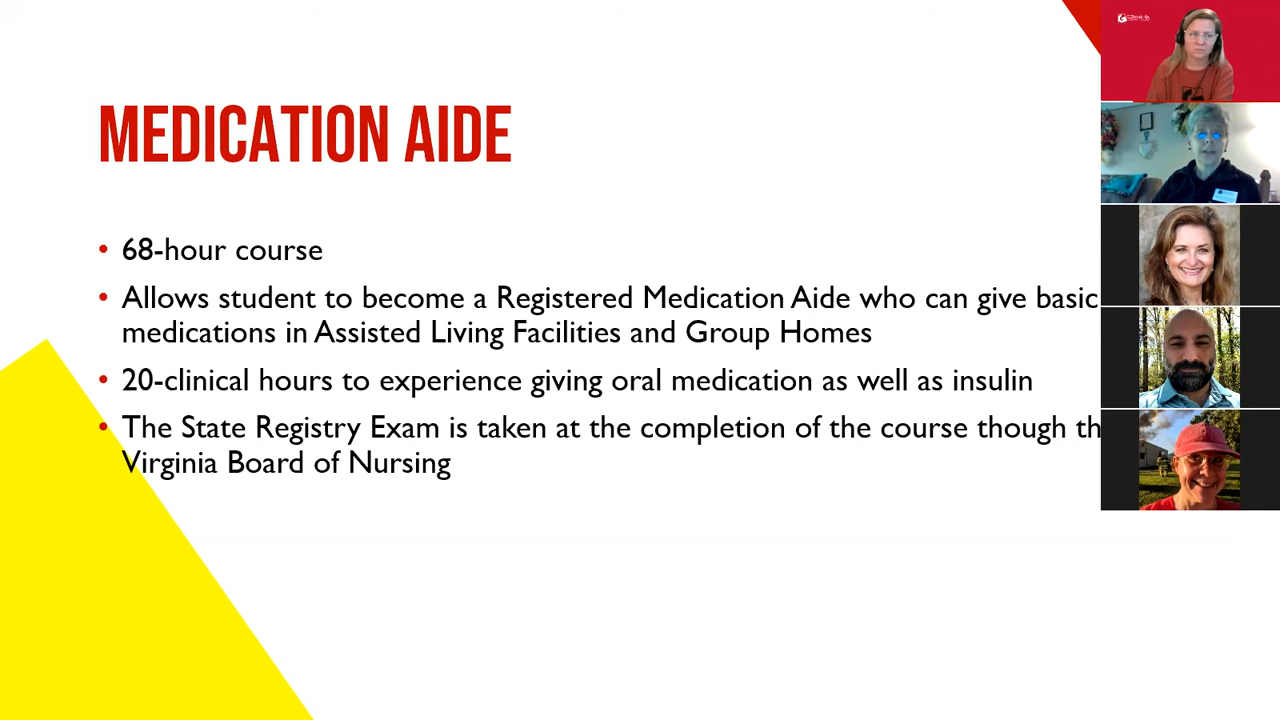 MEDICATION AIDE
• 68-hour course
• Allows student to become a Registered Medication Aide who can give basic
medications in Assisted Living Facilities and Group Homes
• 20-clinical hours to experience giving oral medication as well as insulin
• The State Registry Exam is taken at the completion of the course though th
Virginia Board of Nursing